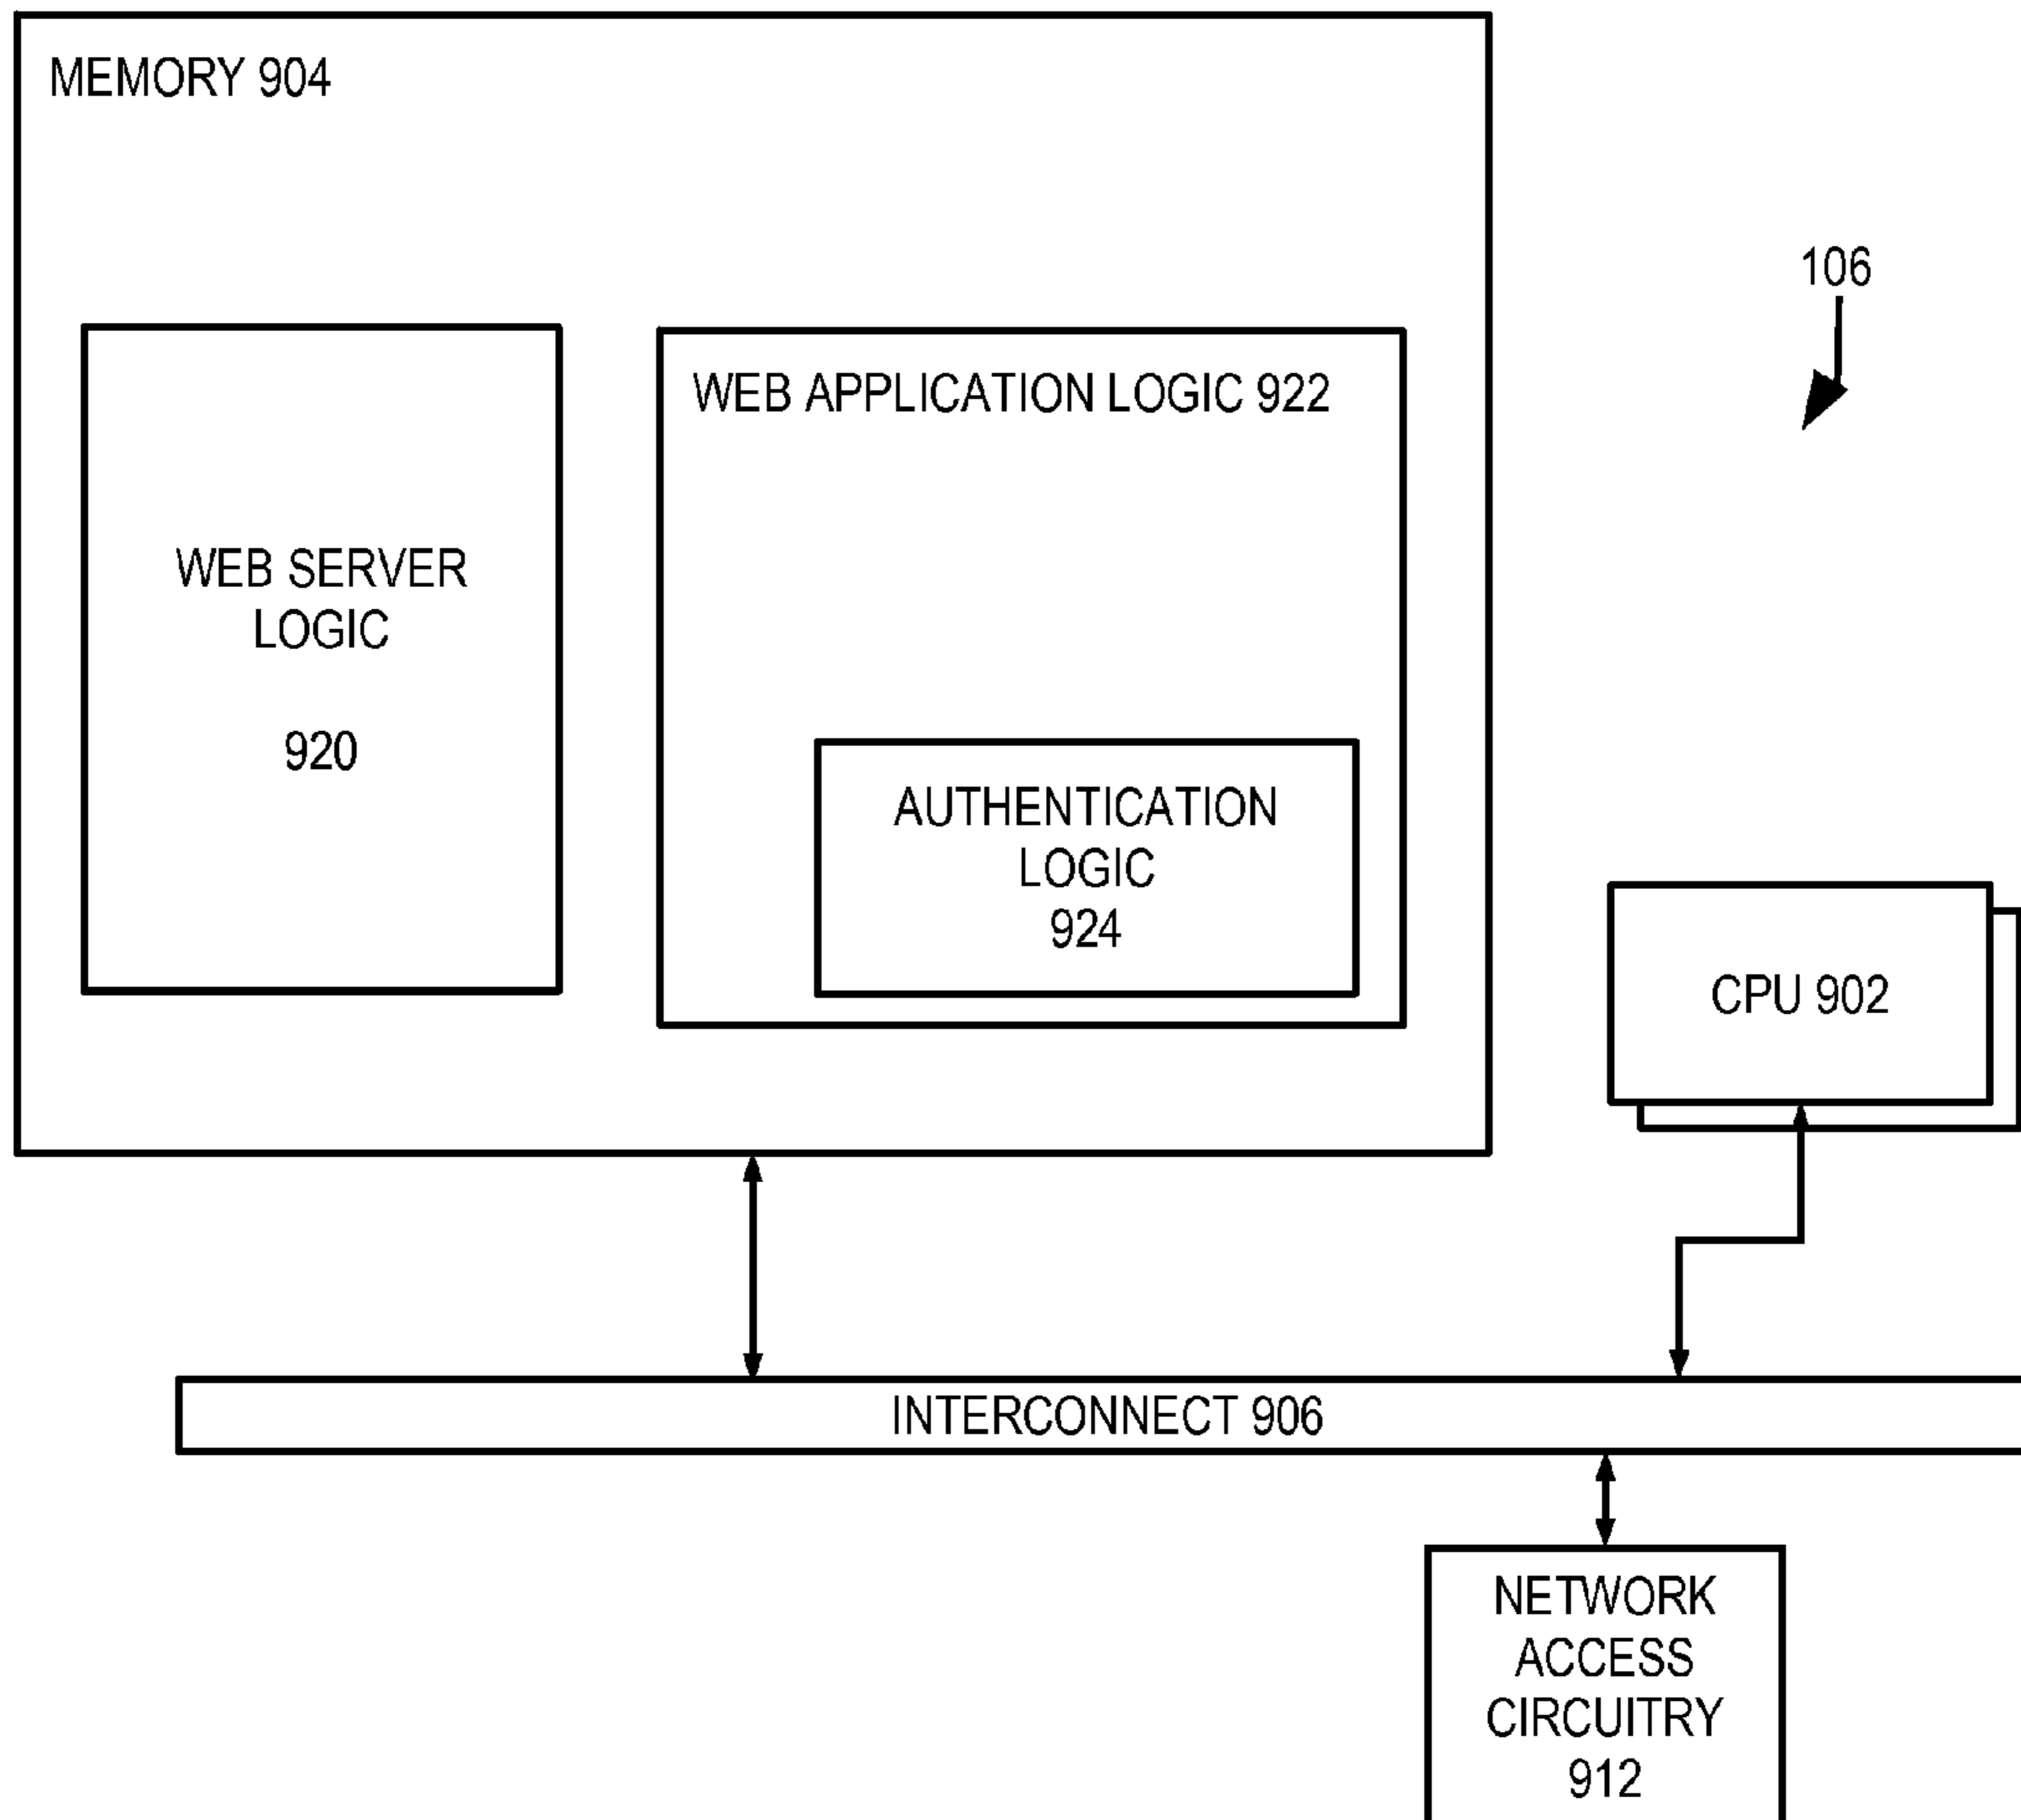 MEMORY 904
106
WEB APPLICATION LOGIC 922
WEB SERVER
LOGIC
920
AUTHENTICATION
LOGIC
924
CPU 902
INTERCONNECT 906
NETWORK
ACCESS
CIRCUITRY
912